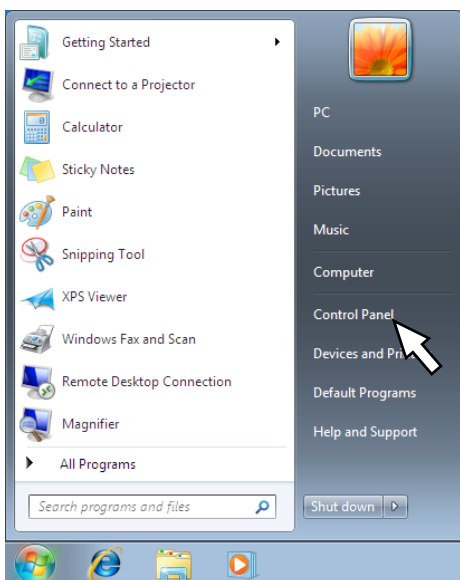 Getting Started
Connect to a Projector
Calculator
Sticky Notes
Paint
Snipping Tool
XPS Viewer
Windows Fax and Scan
Remote Desktop Connection
Magnifier
All Programs
Search programs and files
PC
Documents
Pictures
Music
Computer
Control Panel
Devices and
Default Programs
Help and Support
Shut down